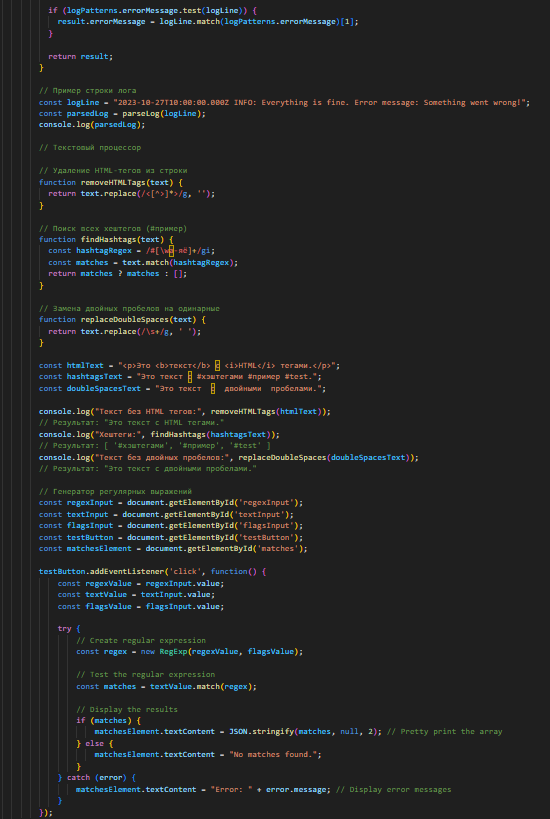 if (logPatterns.errorMessage.test(logLine)) {
result.errorMessage = logLine.match(logPatterns.errorMessage)[1];
}
return result;
}
// Пример строки лога
const logLine = "2023-10-27T10:00:00.000Z INFO: Everything is fine. Error message: Something went wrong!";
const parsedLog = parseLog(logLine);
console.log(parsedLog);
// Текстовый процессор
// Удаление HTML-тегов из строки
function removeHTMLTags(text) {
return text.replace(/<[^>]*>/g, '');
}
// Поиск всех хештегов (#пример)
function findHashtags(text) {
const hashtagRegex = /#[\wа-яё]+/gi;
const matches = text.match(hashtagRegex);
return matches ? matches : [];
}
// Замена двойных пробелов на одинарные
function replaceDoubleSpaces(text) {
return text.replace(/\s+/g, ' ');
}
const htmlText = "<p>Это <b>текст</b> с <i>HTML</i> тегами.</p>";
const hashtagsText = "Это текст с #хэштегами #пример #test.";
const doubleSpacesText = "Это текст  с  двойными  пробелами.";
console.log("Текст без HTML тегов:", removeHTMLTags(htmlText));
// Результат: "Это текст с HTML тегами."
console.log("Хештеги:", findHashtags(hashtagsText));
// Результат: [ '#хэштегами', '#пример', '#test' ]
console.log("Текст без двойных пробелов:", replaceDoubleSpaces(doubleSpacesText));
// Результат: "Это текст с двойными пробелами."
// Генератор регулярных выражений
const regexInput = document.getElementById('regexInput');
const textInput = document.getElementById('textInput');
const flagsInput = document.getElementById('flagsInput');
const testButton = document.getElementById('testButton');
const matchesElement = document.getElementById('matches');
testButton.addEventListener('click', function() {
const regexValue = regexInput.value;
const textValue = textInput.value;
const flagsValue = flagsInput.value;
try {
// Create regular expression
const regex = new RegExp(regexValue, flagsValue);
// Test the regular expression
const matches = textValue.match(regex);
// Display the results
if (matches) {
matchesElement.textContent = JSON.stringify(matches, null, 2); // Pretty print the array
} else {
matchesElement.textContent = "No matches found.";
}
} catch (error) {
matchesElement.textContent = "Error: " + error.message; // Display error messages
}
});